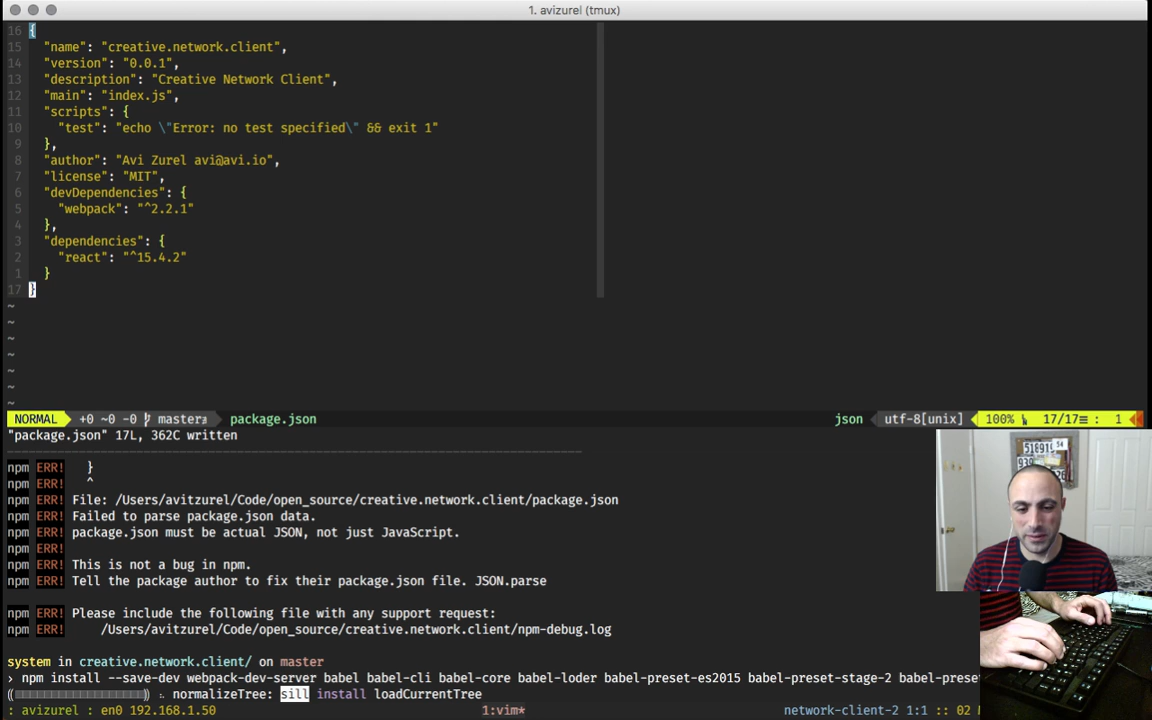 1. avizurel (tmux)
16 {
15 "name": "creative.network.client",
14 "version": "0.0.1",
13 "description": "Creative Network Client",
12 "main": "index.js",
11 "scripts": {
10 "test": "echo \"Error: no test specified\" && exit 1"
9 },
8 "author": "Avi Zurel avi@avi.io",
7 "license": "MIT",
6 "devDependencies": {
5 "webpack": "^2.2.1"
4 },
3 "dependencies": {
2 "react": "^15.4.2"
1 }
17 }
~
~
~
~
~
~
~
NORMAL +0 ~0 -0 master package.json json utf-8[unix] 100% 17/17 : 1
"package.json" 17L, 362C written
npm ERR! }
npm ERR! ^
npm ERR! File: /Users/avitzurel/Code/open_source/creative.network.client/package.json
npm ERR! Failed to parse package.json data.
npm ERR! package.json must be actual JSON, not just JavaScript.
npm ERR!
npm ERR! This is not a bug in npm.
npm ERR! Tell the package author to fix their package.json file. JSON.parse
npm ERR! Please include the following file with any support request:
npm ERR! /Users/avitzurel/Code/open_source/creative.network.client/npm-debug.log
system in creative.network.client/ on master
› npm install --save-dev webpack-dev-server babel babel-cli babel-core babel-loder babel-preset-es2015 babel-preset-stage-2 babel-prese
normalizeTree: sill install loadCurrentTree
: avizurel : en0 192.168.1.50 1:vim* network-client-2 1:1 :: 02